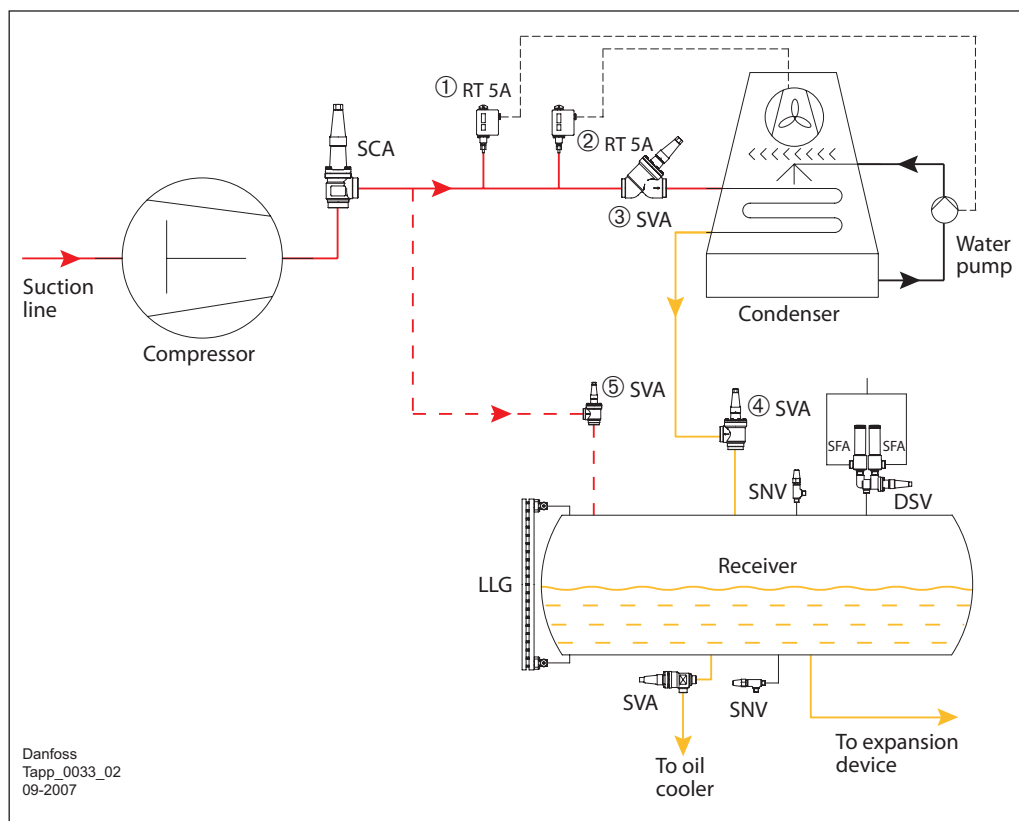 ① RT 5A
SCA
② RT 5A
③ SVA
Water
pump
Suction
line
Condenser
Compressor
⑤ SVA
④ SVA
SFA SFA
SNV
DSV
Receiver
LLG
SVA
SNV
To expansion
device
To oil
cooler
Danfoss
Tapp_0033_02
09-2007